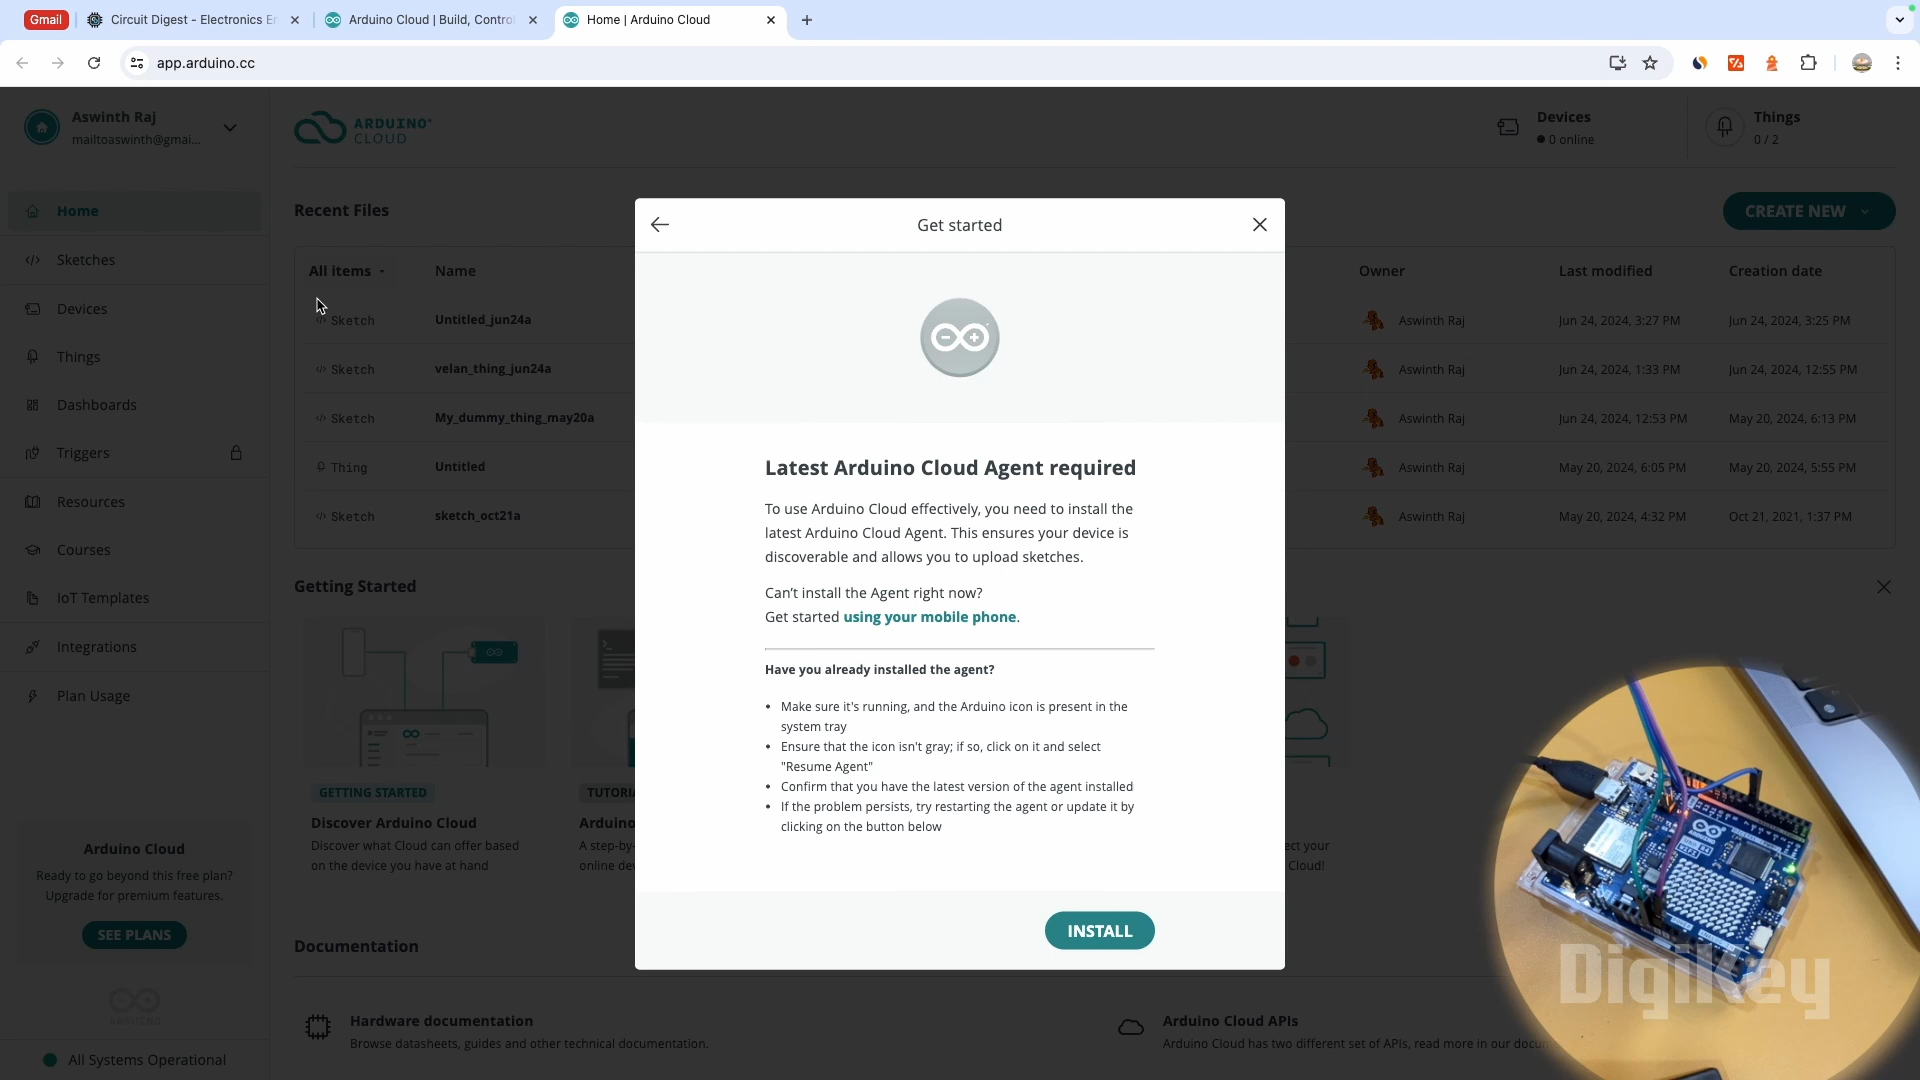 Gmail
Circuit Digest - Electronics Er
Arduino Cloud | Build, Contro
Home | Arduino Cloud
app.arduino.cc
Aswinth Raj
mailtoaswinth@gmai...
ARDUINO
CLOUD
Devices
0 online
Things
0 / 2
Home
Sketches
Devices
Things
Dashboards
Triggers
Resources
Courses
IoT Templates
Integrations
Plan Usage
Arduino Cloud
Ready to go beyond this free plan?
Upgrade for premium features.
SEE PLANS
ARDUINO
All Systems Operational
Recent Files
CREATE NEW
All items
Name
Owner
Last modified
Creation date
Sketch
Untitled_jun24a
Aswinth Raj
Jun 24, 2024, 3:27 PM
Jun 24, 2024, 3:25 PM
Sketch
velan_thing_jun24a
Aswinth Raj
Jun 24, 2024, 1:33 PM
Jun 24, 2024, 12:55 PM
Sketch
My_dummy_thing_may20a
Aswinth Raj
Jun 24, 2024, 12:53 PM
May 20, 2024, 6:13 PM
Thing
Untitled
Aswinth Raj
May 20, 2024, 6:05 PM
May 20, 2024, 5:55 PM
Sketch
sketch_oct21a
Aswinth Raj
May 20, 2024, 4:32 PM
Oct 21, 2021, 1:37 PM
Get started
Latest Arduino Cloud Agent required
To use Arduino Cloud effectively, you need to install the
latest Arduino Cloud Agent. This ensures your device is
discoverable and allows you to upload sketches.
Can't install the Agent right now?
Get started using your mobile phone.
Have you already installed the agent?
• Make sure it's running, and the Arduino icon is present in the
system tray
• Ensure that the icon isn't gray; if so, click on it and select
"Resume Agent"
• Confirm that you have the latest version of the agent installed
• If the problem persists, try restarting the agent or update it by
clicking on the button below
INSTALL
Getting Started
GETTING STARTED
Discover Arduino Cloud
Discover what Cloud can offer based
on the device you have at hand
TUTORIA
Arduino
A step-by-
online dev
ect your
Cloud!
Documentation
Hardware documentation
Browse datasheets, guides and other technical documentation.
Arduino Cloud APIs
Arduino Cloud has two different set of APIs, read more in our docum
DigiKey